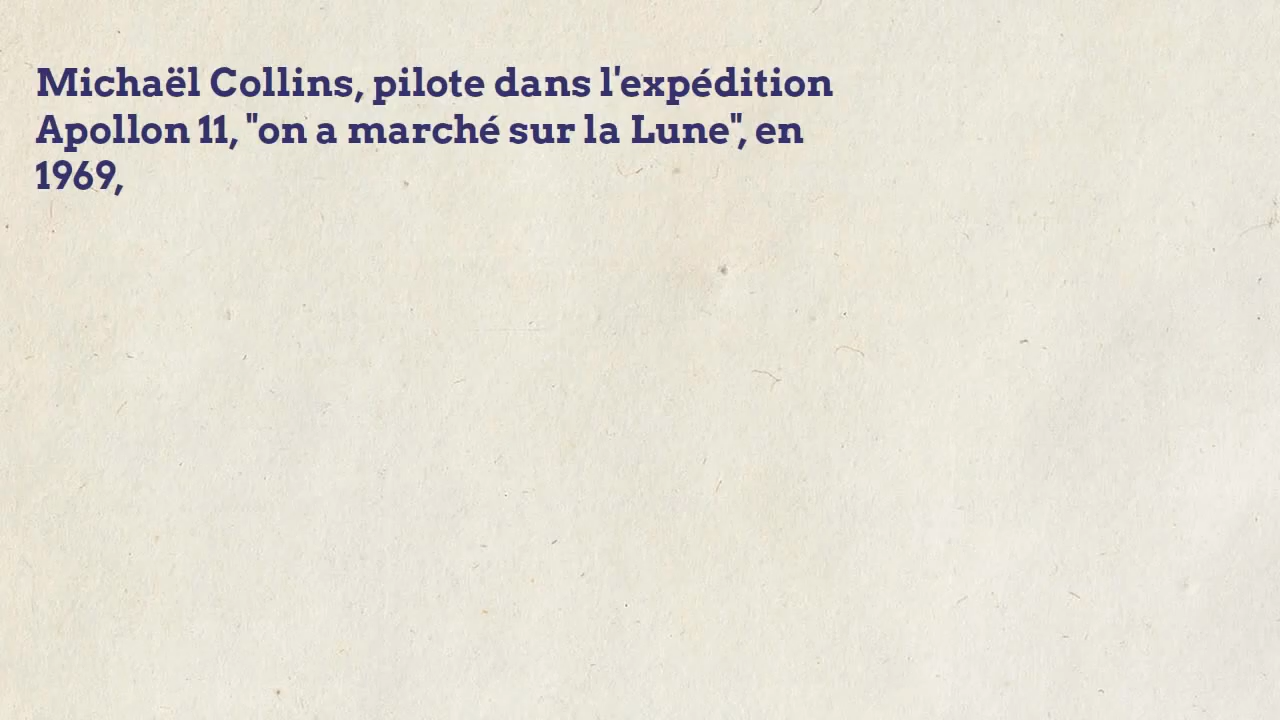 Michaël Collins, pilote dans l'expédition
Apollon 11, "on a marché sur la Lune", en
1969,